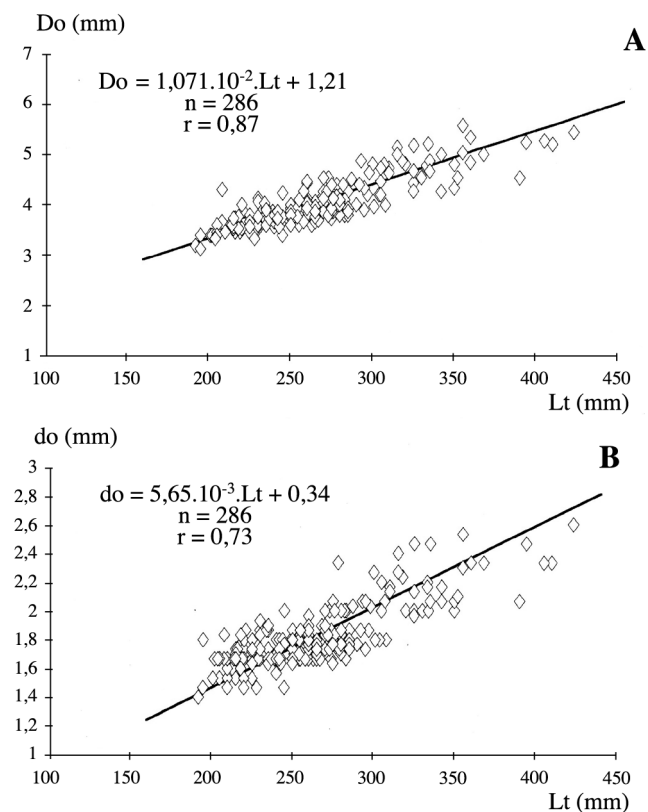 Do (mm)
A
7
Do = 1,071.10-2.Lt + 1,21
n = 286
r = 0,87
6
5
4
3
2
1
100 150 200 250 300 350 400 450
Lt (mm)
do (mm)
B
3
do = 5,65.10-3.Lt + 0,34
n = 286
r = 0,73
2,8
2,6
2,4
2,2
2
1,8
1,6
1,4
1,2
1
100 150 200 250 300 350 400 450
Lt (mm)